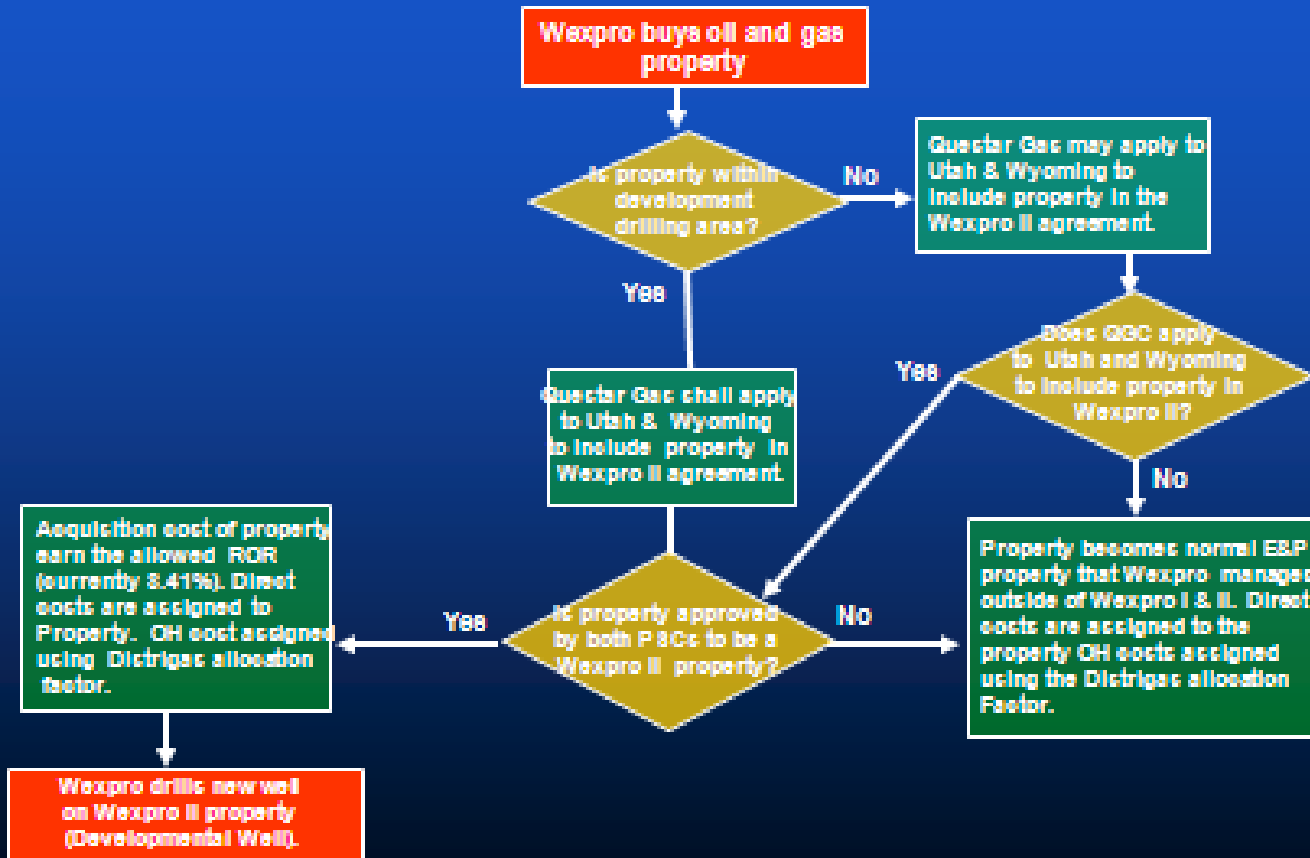 Wexpro buys oil and gas
property
Is property within
development
drilling area?
No
Questar Gas may apply to
Utah & Wyoming to
include property in the
Wexpro II agreement.
Yes
Does QGC apply
to Utah and Wyoming
to include property in
Wexpro II?
Yes
No
Questar Gas shall apply
to Utah & Wyoming
to include property in
Wexpro II agreement.
Acquisition cost of property
earn the allowed ROR
(currently 8.41%). Direct
costs are assigned to
Property. OH cost assigned
using Distrigas allocation
factor.
Yes
Is property approved
by both PSCs to be a
Wexpro II property?
No
Property becomes normal E&P
property that Wexpro manages
outside of Wexpro I & II. Direct
costs are assigned to the
property OH costs assigned
using the Distrigas allocation
Factor.
Wexpro drills new well
on Wexpro II property
(Developmental Well).